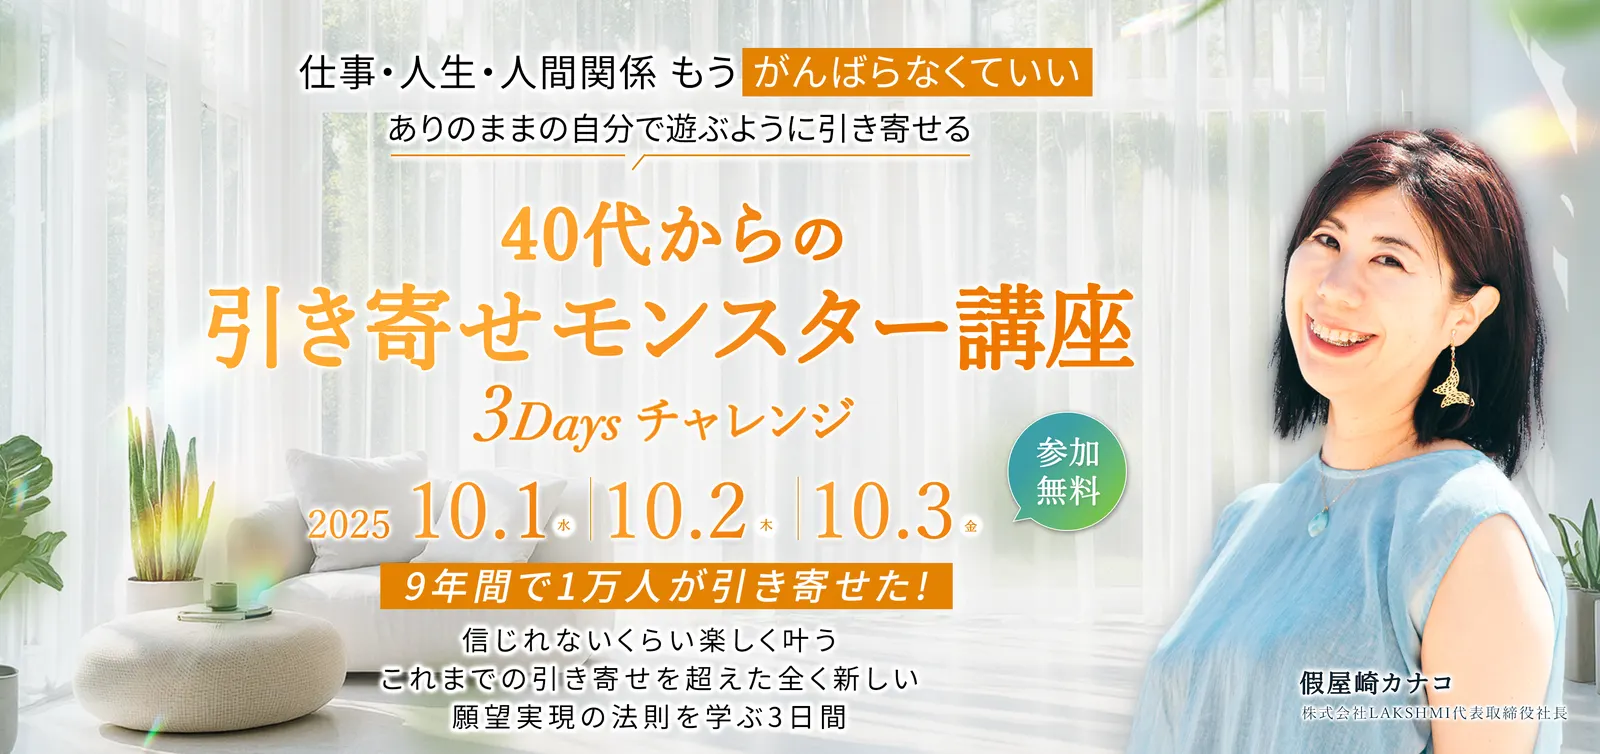 仕事・人生・人間関係 もう がんばらなくていい
ありのままの自分で遊ぶように引き寄せる
40代からの
引き寄せモンスター講座
3Days チャレンジ
参加
無料
2025 10.1 水 10.2 木 10.3 金
9年間で1万人が引き寄せた!
信じれないくらい楽しく叶う
これまでの引き寄せを超えた全く新しい
願望実現の法則を学ぶ3日間
假屋崎カナコ
株式会社LAKSHMI代表取締役社長